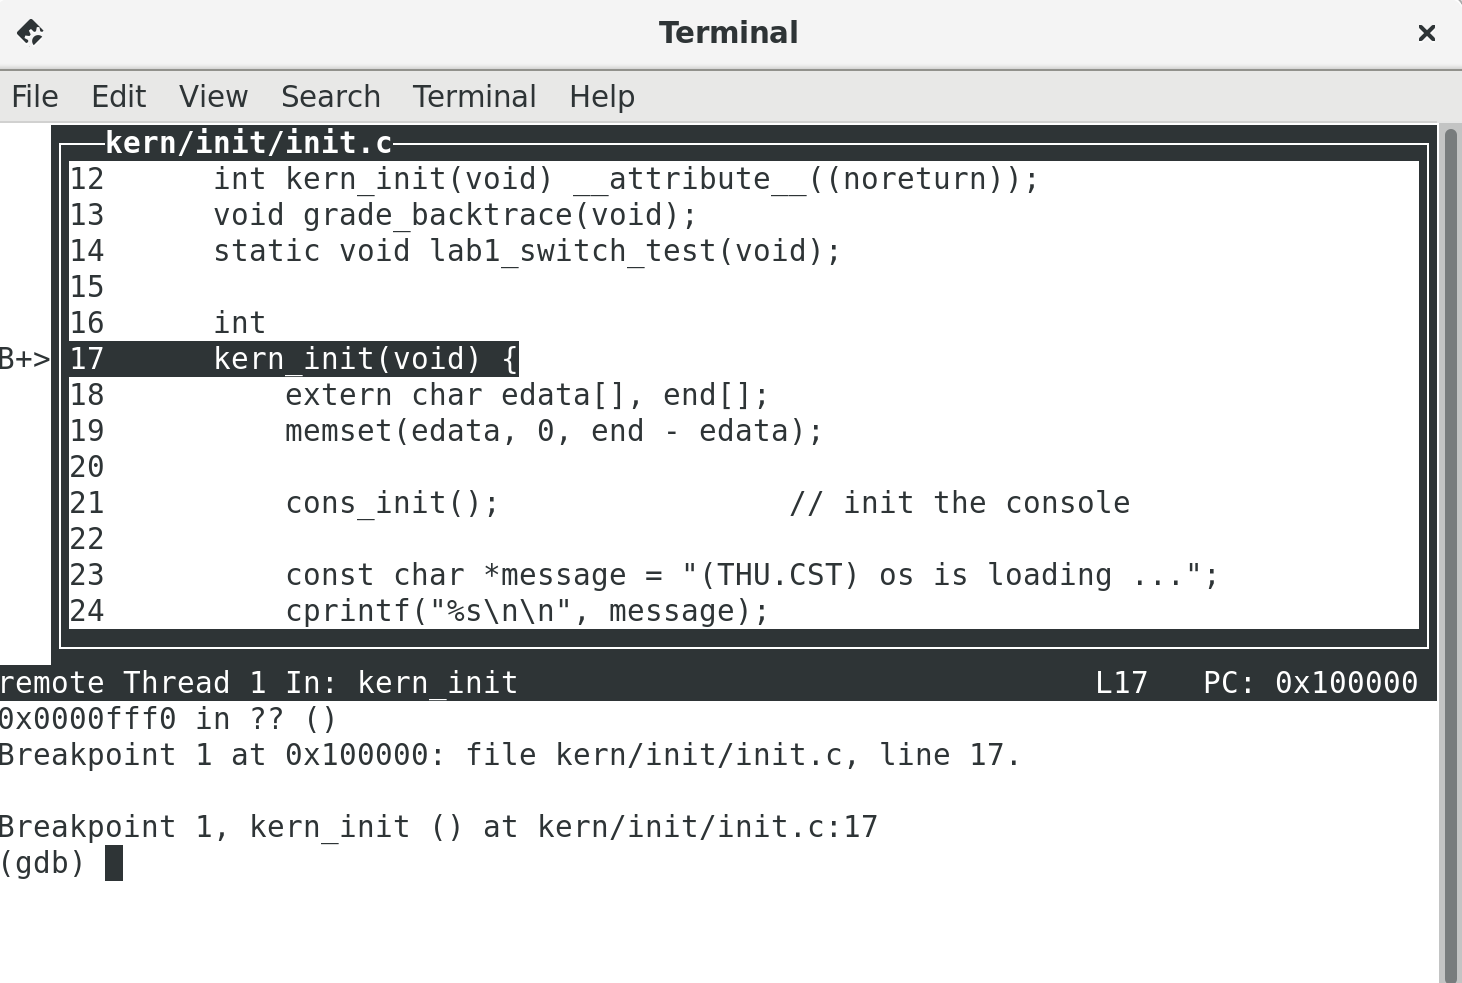 Terminal
File Edit View Search Terminal Help
kern/init/init.c
12      int kern_init(void) __attribute__((noreturn));
13      void grade_backtrace(void);
14      static void lab1_switch_test(void);
15
16      int
B+> 17      kern_init(void) {
18          extern char edata[], end[];
19          memset(edata, 0, end - edata);
20
21          cons_init();                // init the console
22
23          const char *message = "(THU.CST) os is loading ...";
24          cprintf("%s\n\n", message);
remote Thread 1 In: kern_init                                L17   PC: 0x100000
0x0000fff0 in ?? ()
Breakpoint 1 at 0x100000: file kern/init/init.c, line 17.
Breakpoint 1, kern_init () at kern/init/init.c:17
(gdb)